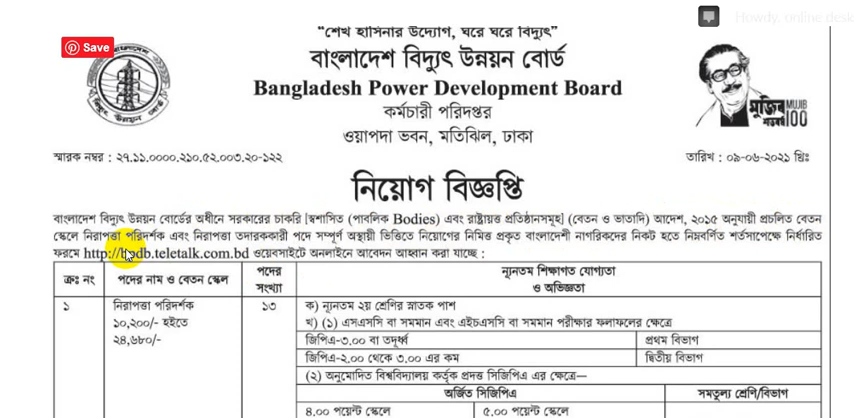 Howdy, online desk
"শেখ হাসিনার উদ্যোগ, ঘরে ঘরে বিদ্যুৎ"
Save
বাংলাদেশ বিদ্যুৎ উন্নয়ন বোর্ড
Bangladesh Power Development Board
কর্মচারী পরিদপ্তর
ওয়াপদা ভবন, মতিঝিল, ঢাকা
মুজিব MUJIB
শতবর্ষ 100
স্মারক নম্বর : ২৭.১১.০০০০.২১০.৫২.০০৩.২০-১২২
তারিখ : ০৯-০৬-২০২১ খ্রিঃ
নিয়োগ বিজ্ঞপ্তি
বাংলাদেশ বিদ্যুৎ উন্নয়ন বোর্ডের অধীনে সরকারের চাকরি [স্বশাসিত (পাবলিক Bodies) এবং রাষ্ট্রায়ত্ত প্রতিষ্ঠানসমূহ] (বেতন ও ভাতাদি) আদেশ, ২০১৫ অনুযায়ী প্রচলিত বেতন
স্কেলে নিরাপত্তা পরিদর্শক এবং নিরাপত্তা তদারককারী পদে সম্পূর্ণ অস্থায়ী ভিত্তিতে নিয়োগের নিমিত্ত প্রকৃত বাংলাদেশী নাগরিকদের নিকট হতে নিম্নবর্ণিত শর্তসাপেক্ষে নির্ধারিত
ফরমে http://bpdb.teletalk.com.bd ওয়েবসাইটে অনলাইনে আবেদন আহ্বান করা যাচ্ছে :
ক্রঃ নং
পদের নাম ও বেতন স্কেল
পদের
সংখ্যা
ন্যূনতম শিক্ষাগত যোগ্যতা
ও অভিজ্ঞতা
১
নিরাপত্তা পরিদর্শক
১০,২০০/- হইতে
২৪,৬৮০/-
১৩
ক) ন্যূনতম ২য় শ্রেণির স্নাতক পাশ
খ) (১) এসএসসি বা সমমান এবং এইচএসসি বা সমমান পরীক্ষার ফলাফলের ক্ষেত্রে
জিপিএ-৩.০০ বা তদূর্ধ্ব
প্রথম বিভাগ
জিপিএ-২.০০ থেকে ৩.০০ এর কম
দ্বিতীয় বিভাগ
(২) অনুমোদিত বিশ্ববিদ্যালয় কর্তৃক প্রদত্ত সিজিপিএ এর ক্ষেত্রে—
অর্জিত সিজিপিএ
সমতুল্য শ্রেণি/বিভাগ
৪.০০ পয়েন্ট স্কেলে
৫.০০ পয়েন্ট স্কেলে